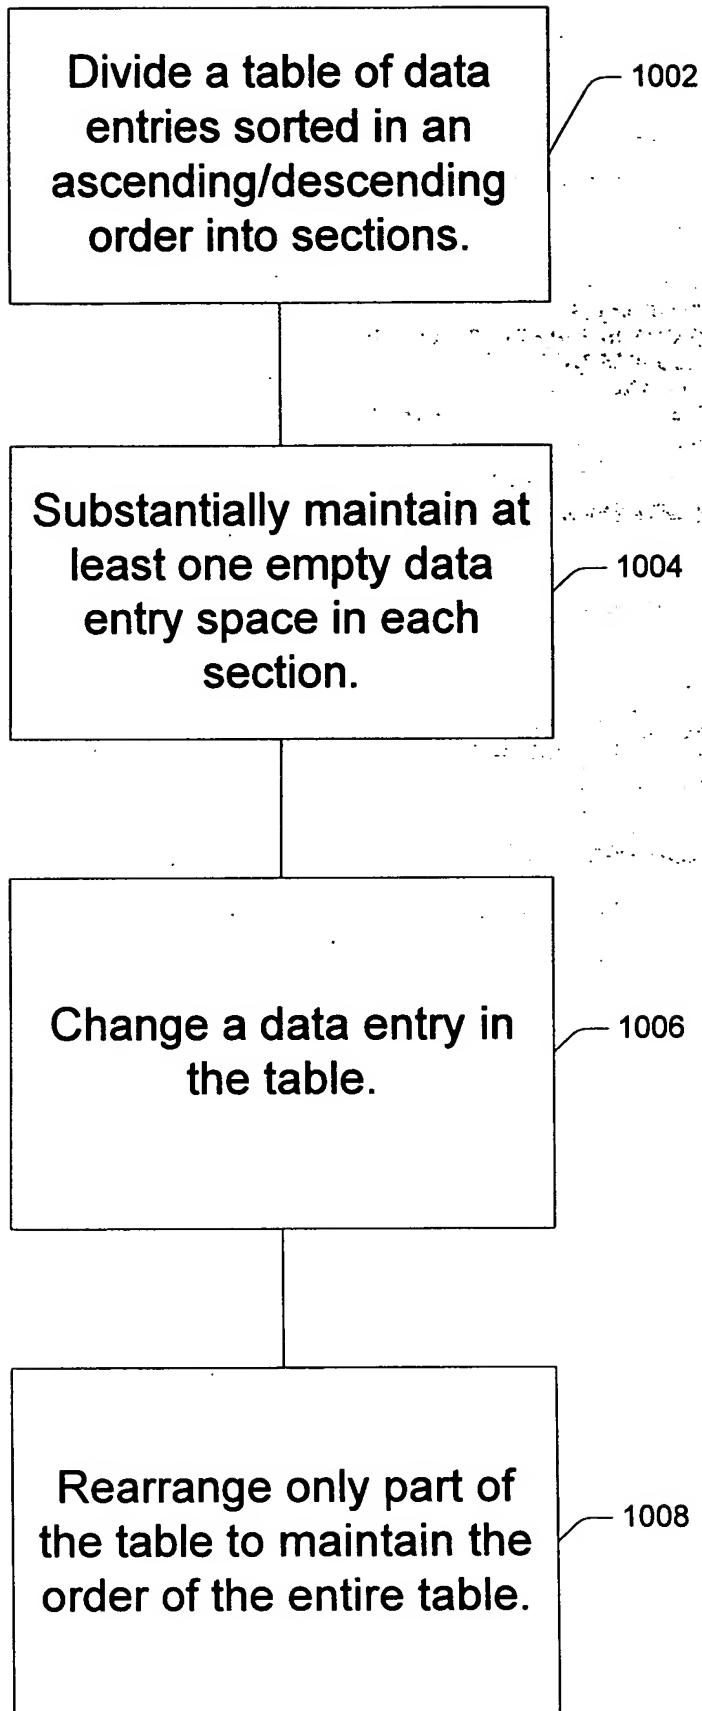 Divide a table of data
entries sorted in an
ascending/descending
order into sections.
1002
Substantially maintain at
least one empty data
entry space in each
section.
1004
Change a data entry in
the table.
1006
Rearrange only part of
the table to maintain the
order of the entire table.
1008